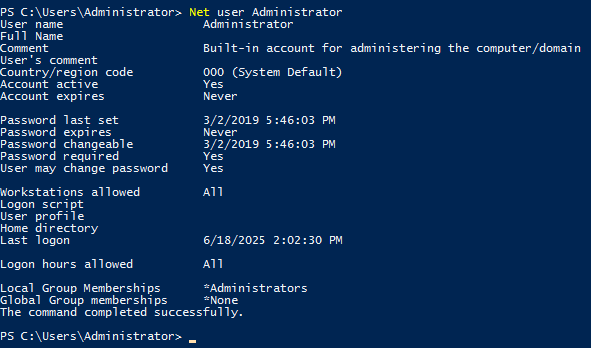 PS C:\Users\Administrator> Net user Administrator
User name                    Administrator
Full Name
Comment                      Built-in account for administering the computer/domain
User's comment
Country/region code          000 (System Default)
Account active               Yes
Account expires              Never

Password last set            3/2/2019 5:46:03 PM
Password expires             Never
Password changeable          3/2/2019 5:46:03 PM
Password required            Yes
User may change password     Yes

Workstations allowed         All
Logon script
User profile
Home directory
Last logon                   6/18/2025 2:02:30 PM

Logon hours allowed          All

Local Group Memberships      *Administrators
Global Group memberships     *None
The command completed successfully.

PS C:\Users\Administrator> _